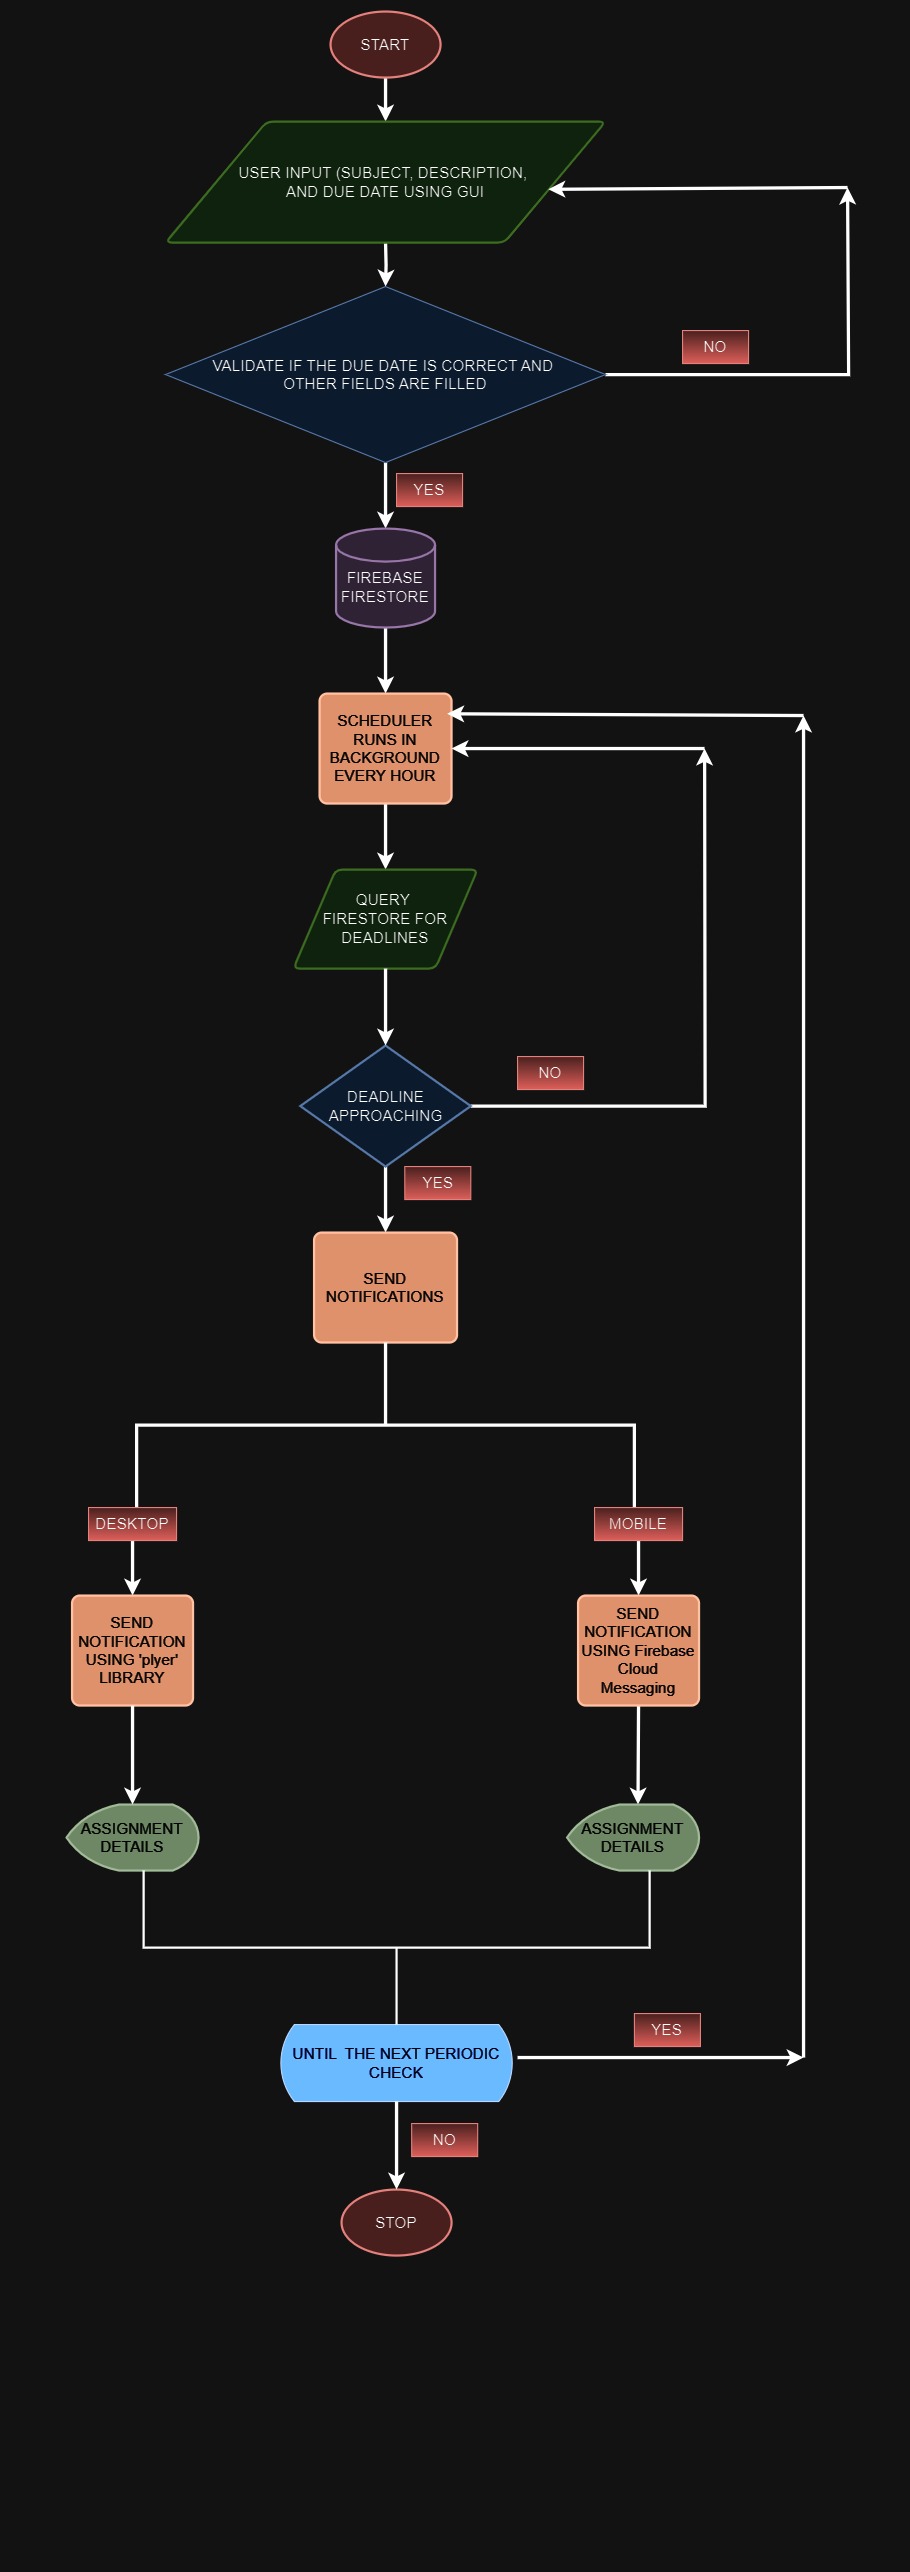 START
USER INPUT (SUBJECT, DESCRIPTION,
AND DUE DATE USING GUI
VALIDATE IF THE DUE DATE IS CORRECT AND
OTHER FIELDS ARE FILLED
NO
YES
FIREBASE
FIRESTORE
SCHEDULER
RUNS IN
BACKGROUND
EVERY HOUR
QUERY
FIRESTORE FOR
DEADLINES
DEADLINE
APPROACHING
NO
YES
SEND
NOTIFICATIONS
DESKTOP
MOBILE
SEND
NOTIFICATION
USING 'plyer'
LIBRARY
SEND
NOTIFICATION
USING Firebase
Cloud
Messaging
ASSIGNMENT
DETAILS
ASSIGNMENT
DETAILS
UNTIL THE NEXT PERIODIC
CHECK
YES
NO
STOP